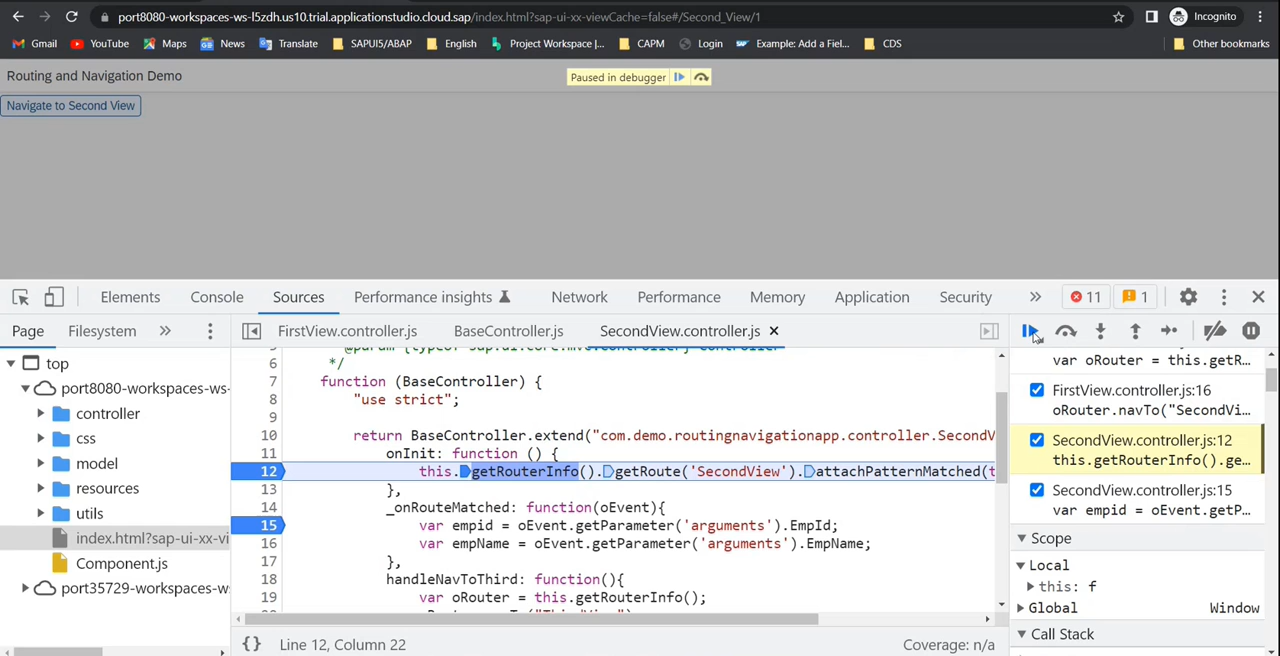 port8080-workspaces-ws-l5zdh.us10.trial.applicationstudio.cloud.sap/index.html?sap-ui-xx-viewCache=false#/Second_View/1
Incognito
Gmail YouTube Maps News Translate SAPUI5/ABAP English Project Workspace |... CAPM Login Example: Add a Fiel... CDS Other bookmarks
Routing and Navigation Demo
Paused in debugger
Navigate to Second View
Elements Console Sources Performance insights Network Performance Memory Application Security » 11 1
Page Filesystem » FirstView.controller.js BaseController.js SecondView.controller.js
top
port8080-workspaces-ws-
controller
css
model
resources
utils
index.html?sap-ui-xx-vi
Component.js
port35729-workspaces-ws
6 */
7 function (BaseController) {
8 "use strict";
9
10 return BaseController.extend("com.demo.routingnavigationapp.controller.SecondV
11 onInit: function () {
12 this.getRouterInfo().getRoute('SecondView').attachPatternMatched(t
13 },
14 _onRouteMatched: function(oEvent){
15 var empid = oEvent.getParameter('arguments').EmpId;
16 var empName = oEvent.getParameter('arguments').EmpName;
17 },
18 handleNavToThird: function(){
19 var oRouter = this.getRouterInfo();
{} Line 12, Column 22 Coverage: n/a
var oRouter = this.getR…
FirstView.controller.js:16
oRouter.navTo("SecondVi…
SecondView.controller.js:12
this.getRouterInfo().ge…
SecondView.controller.js:15
var empid = oEvent.getP…
Scope
Local
this: f
Global Window
Call Stack